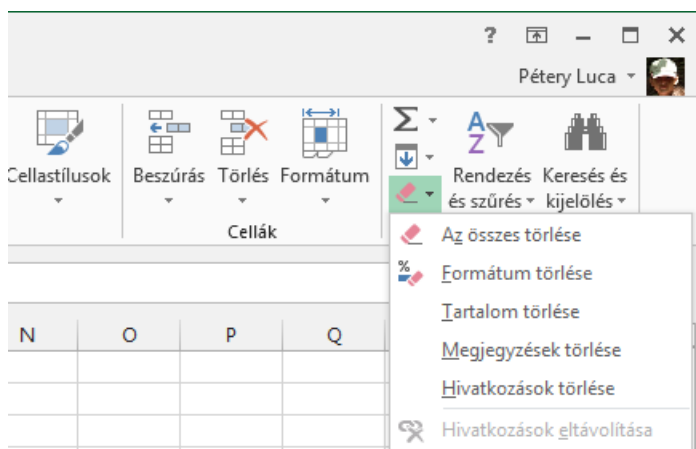 ?
Pétery Luca
Σ
A
Z
Cellastílusok Beszúrás Törlés Formátum Rendezés Keresés és
és szűrés kijelölés
Cellák
Az összes törlése
%
Formátum törlése
Tartalom törlése
Megjegyzések törlése
Hivatkozások törlése
Hivatkozások eltávolítása
N O P Q